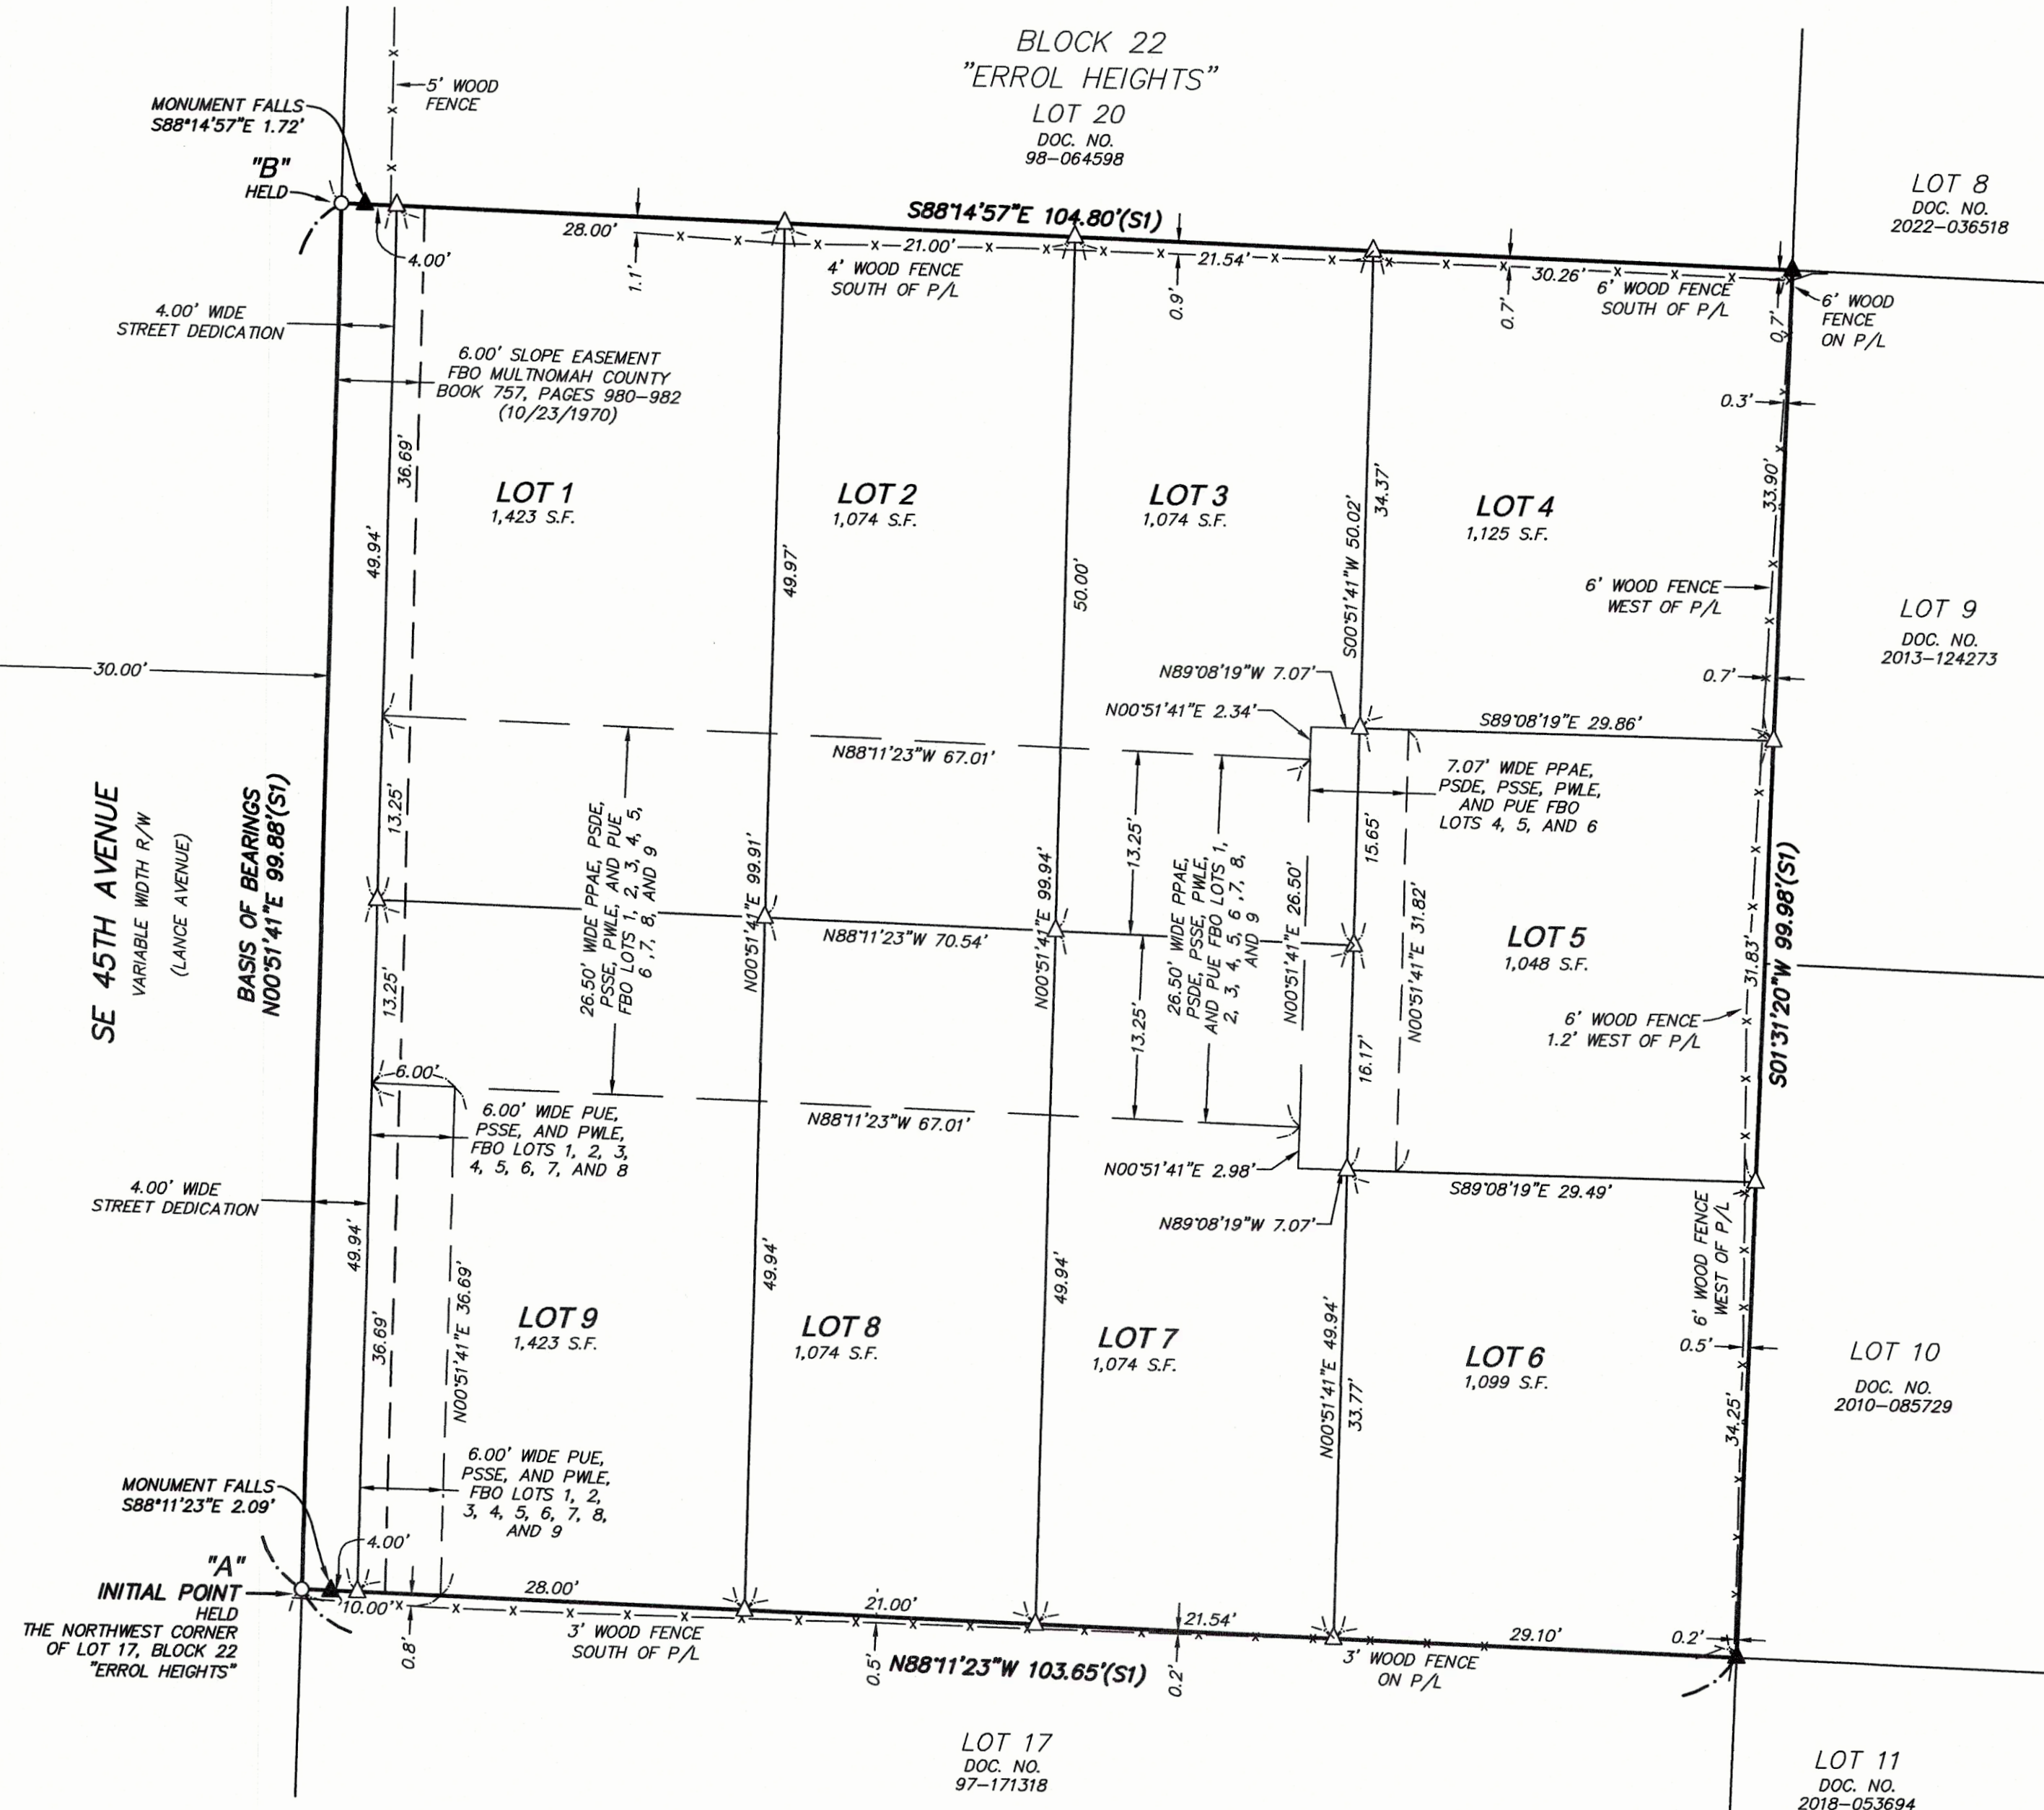 BLOCK 22
"ERROL HEIGHTS"
LOT 20
DOC. NO.
98-064598
5' WOOD
FENCE
MONUMENT FALLS
S88°14'57"E 1.72'
"B"
HELD
LOT 8
DOC. NO.
2022-036518
S88°14'57"E 104.80'(S1)
28.00'
21.00'
21.54'
30.26'
4.00'
1.1'
4' WOOD FENCE
SOUTH OF P/L
0.9'
0.7'
6' WOOD FENCE
SOUTH OF P/L
0.7'
6' WOOD
FENCE
ON P/L
4.00' WIDE
STREET DEDICATION
6.00' SLOPE EASEMENT
FBO MULTNOMAH COUNTY
BOOK 757, PAGES 980-982
(10/23/1970)
0.3'
36.69'
49.94'
LOT 1
1,423 S.F.
LOT 2
1,074 S.F.
49.97'
LOT 3
1,074 S.F.
50.00'
S00°51'41"W 50.02'
34.37'
LOT 4
1,125 S.F.
33.90'
6' WOOD FENCE
WEST OF P/L
LOT 9
DOC. NO.
2013-124273
30.00'
0.7'
N89°08'19"W 7.07'
N00°51'41"E 2.34'
S89°08'19"E 29.86'
N88°11'23"W 67.01'
7.07' WIDE PPAE,
PSDE, PSSE, PWLE,
AND PUE FBO
LOTS 4, 5, AND 6
SE 45TH AVENUE
VARIABLE WIDTH R/W
(LANCE AVENUE)
BASIS OF BEARINGS
N00°51'41"E 99.88'(S1)
13.25'
13.25'
26.50' WIDE PPAE, PSDE,
PSSE, PWLE, AND PUE
FBO LOTS 1, 2, 3, 4, 5,
6 ,7, 8, AND 9
N00°51'41"E 99.91'
N88°11'23"W 70.54'
N00°51'41"E 99.94'
13.25'
13.25'
26.50' WIDE PPAE,
PSDE, PSSE, PWLE,
AND PUE FBO LOTS 1,
2, 3, 4, 5, 6 ,7, 8,
AND 9
N00°51'41"E 26.50'
15.65'
16.17'
N00°51'41"E 31.82'
LOT 5
1,048 S.F.
31.83'
S01°31'20"W 99.98'(S1)
6' WOOD FENCE
1.2' WEST OF P/L
6.00'
6.00' WIDE PUE,
PSSE, AND PWLE,
FBO LOTS 1, 2, 3,
4, 5, 6, 7, AND 8
N88°11'23"W 67.01'
N00°51'41"E 2.98'
N89°08'19"W 7.07'
S89°08'19"E 29.49'
4.00' WIDE
STREET DEDICATION
49.94'
36.69'
N00°51'41"E 36.69'
LOT 9
1,423 S.F.
49.94'
LOT 8
1,074 S.F.
49.94'
LOT 7
1,074 S.F.
N00°51'41"E 49.94'
33.77'
LOT 6
1,099 S.F.
6' WOOD FENCE
WEST OF P/L
0.5'
34.25'
LOT 10
DOC. NO.
2010-085729
6.00' WIDE PUE,
PSSE, AND PWLE,
FBO LOTS 1, 2,
3, 4, 5, 6, 7, 8,
AND 9
MONUMENT FALLS
S88°11'23"E 2.09'
4.00'
"A"
INITIAL POINT
HELD
THE NORTHWEST CORNER
OF LOT 17, BLOCK 22
"ERROL HEIGHTS"
10.00'
28.00'
21.00'
21.54'
29.10'
0.2'
0.8'
3' WOOD FENCE
SOUTH OF P/L
0.5'
N88°11'23"W 103.65'(S1)
0.2'
3' WOOD FENCE
ON P/L
LOT 17
DOC. NO.
97-171318
LOT 11
DOC. NO.
2018-053694